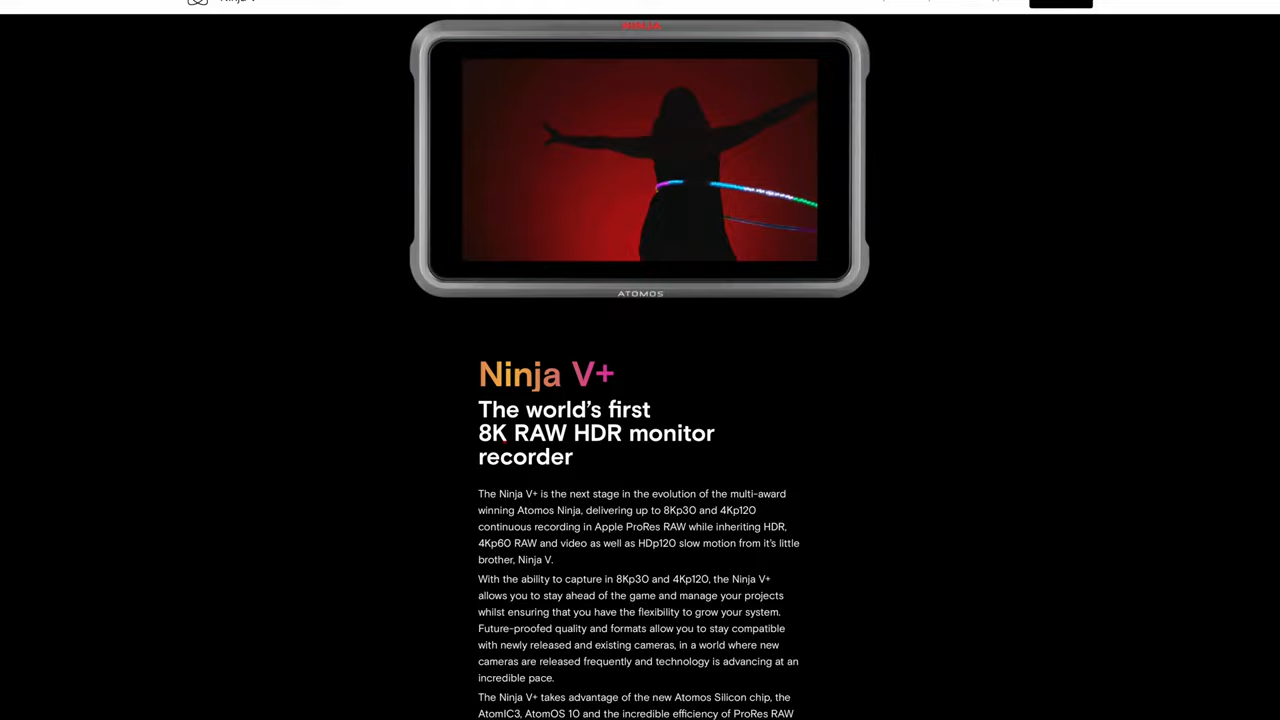 NINJA
ATOMOS
Ninja V+
The world's first
8K RAW HDR monitor
recorder
The Ninja V+ is the next stage in the evolution of the multi-award
winning Atomos Ninja, delivering up to 8Kp30 and 4Kp120
continuous recording in Apple ProRes RAW while inheriting HDR,
4Kp60 RAW and video as well as HDp120 slow motion from it's little
brother, Ninja V.
With the ability to capture in 8Kp30 and 4Kp120, the Ninja V+
allows you to stay ahead of the game and manage your projects
whilst ensuring that you have the flexibility to grow your system.
Future-proofed quality and formats allow you to stay compatible
with newly released and existing cameras, in a world where new
cameras are released frequently and technology is advancing at an
incredible pace.
The Ninja V+ takes advantage of the new Atomos Silicon chip, the
AtomIC3, AtomOS 10 and the incredible efficiency of ProRes RAW